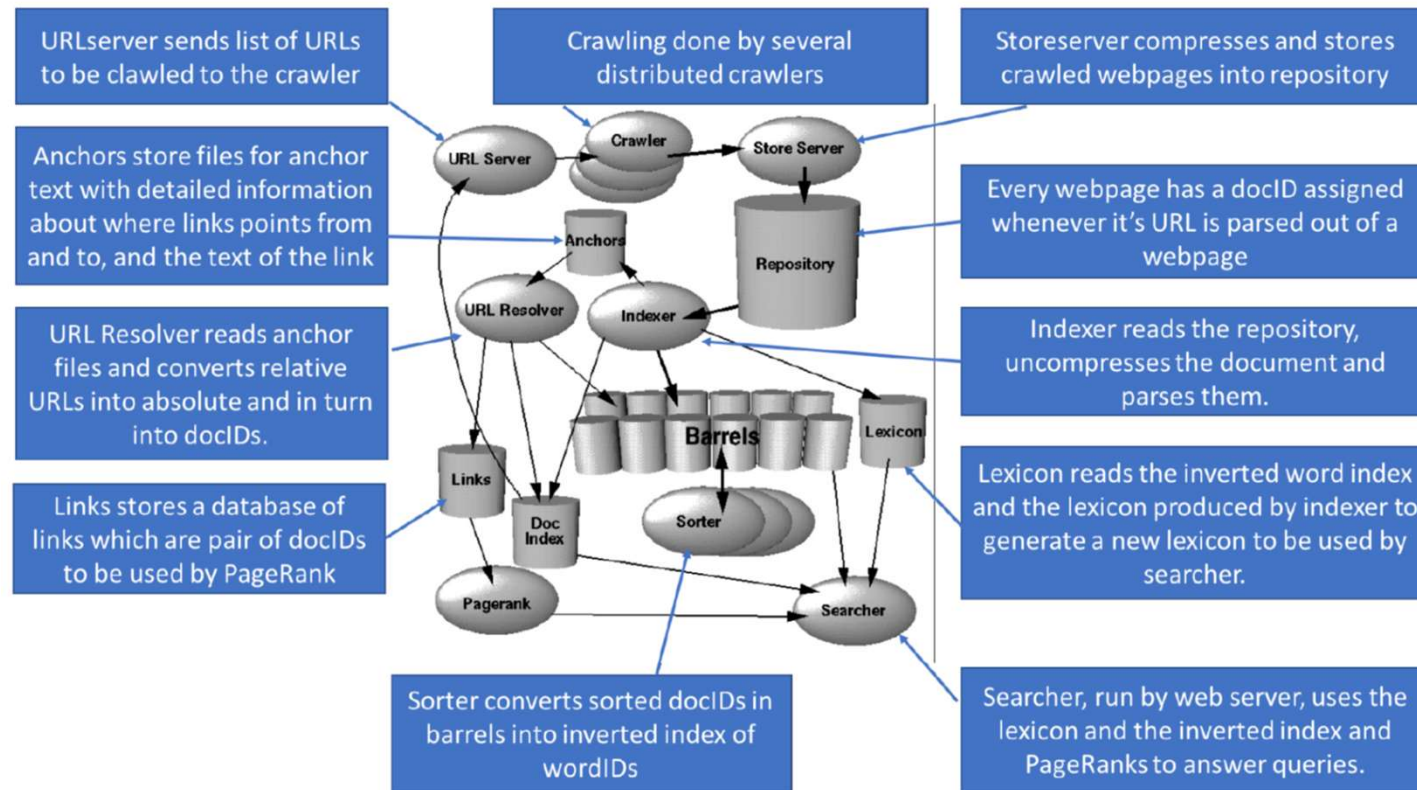 URLserver sends list of URLs
to be clawled to the crawler
Crawling done by several
distributed crawlers
Storeserver compresses and stores
crawled webpages into repository
Anchors store files for anchor
text with detailed information
about where links points from
and to, and the text of the link
URL Server
Crawler
Store Server
Every webpage has a docID assigned
whenever it's URL is parsed out of a
webpage
Anchors
Repository
URL Resolver
Indexer
URL Resolver reads anchor
files and converts relative
URLs into absolute and in turn
into docIDs.
Indexer reads the repository,
uncompresses the document and
parses them.
Barrels
Lexicon
Links
Doc
Index
Sorter
Links stores a database of
links which are pair of docIDs
to be used by PageRank
Lexicon reads the inverted word index
and the lexicon produced by indexer to
generate a new lexicon to be used by
searcher.
Pagerank
Searcher
Sorter converts sorted docIDs in
barrels into inverted index of
wordIDs
Searcher, run by web server, uses the
lexicon and the inverted index and
PageRanks to answer queries.